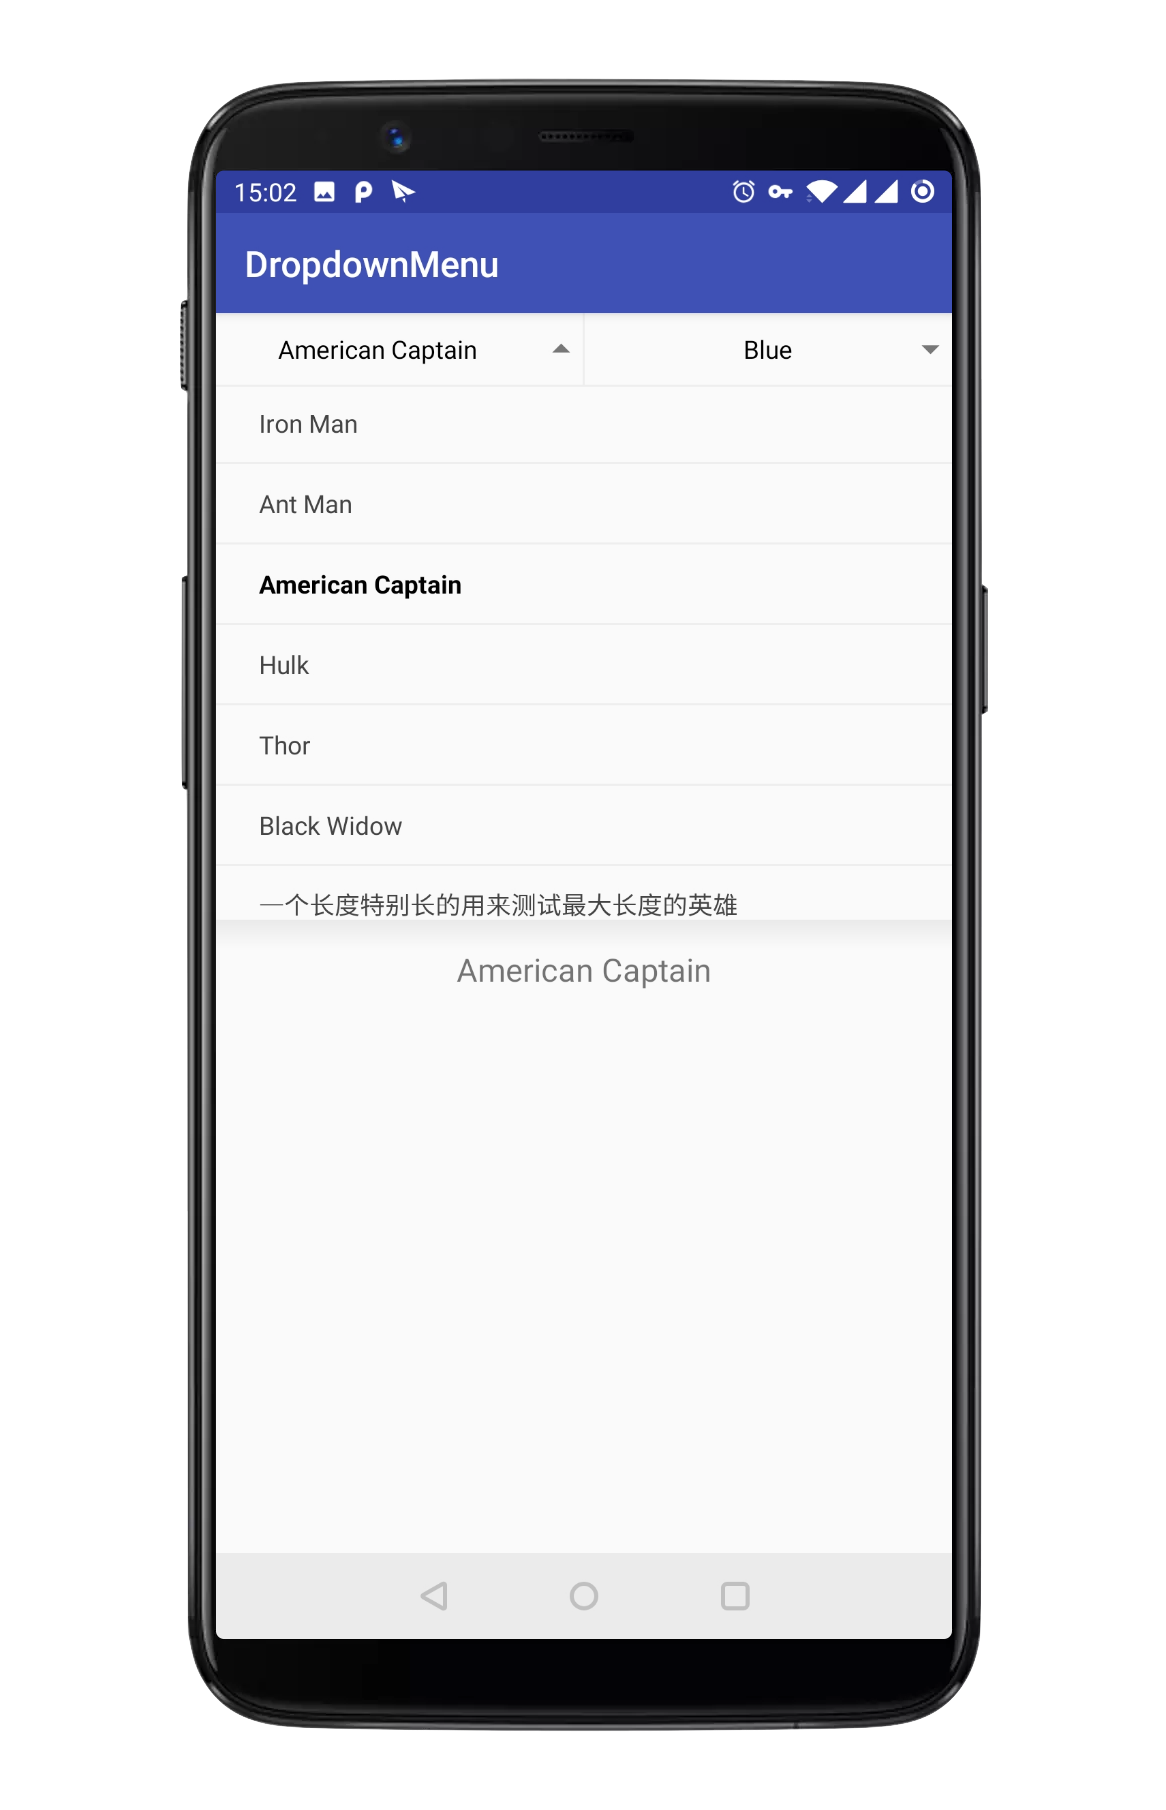 15:02
DropdownMenu
American Captain
Blue
Iron Man
Ant Man
American Captain
Hulk
Thor
Black Widow
一个长度特别长的用来测试最大长度的英雄
American Captain